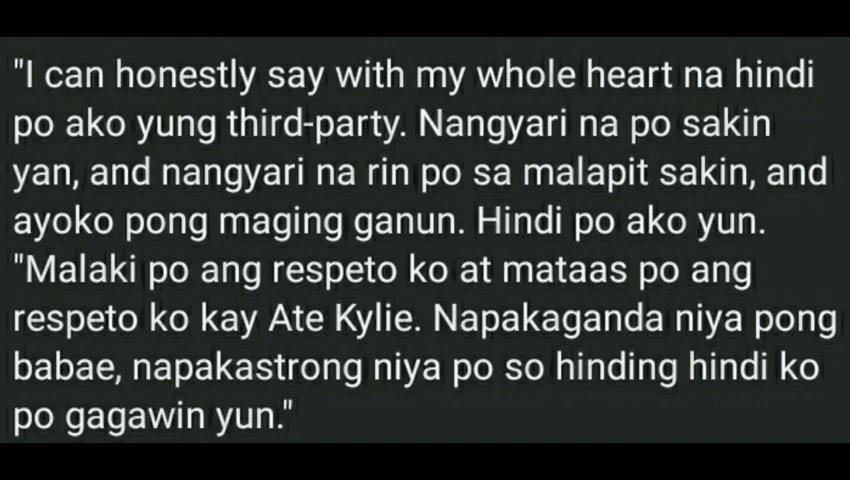 "I can honestly say with my whole heart na hindi
po ako yung third-party. Nangyari na po sakin
yan, and nangyari na rin po sa malapit sakin, and
ayoko pong maging ganun. Hindi po ako yun.
"Malaki po ang respeto ko at mataas po ang
respeto ko kay Ate Kylie. Napakaganda niya pong
babae, napakastrong niya po so hinding hindi ko
po gagawin yun."